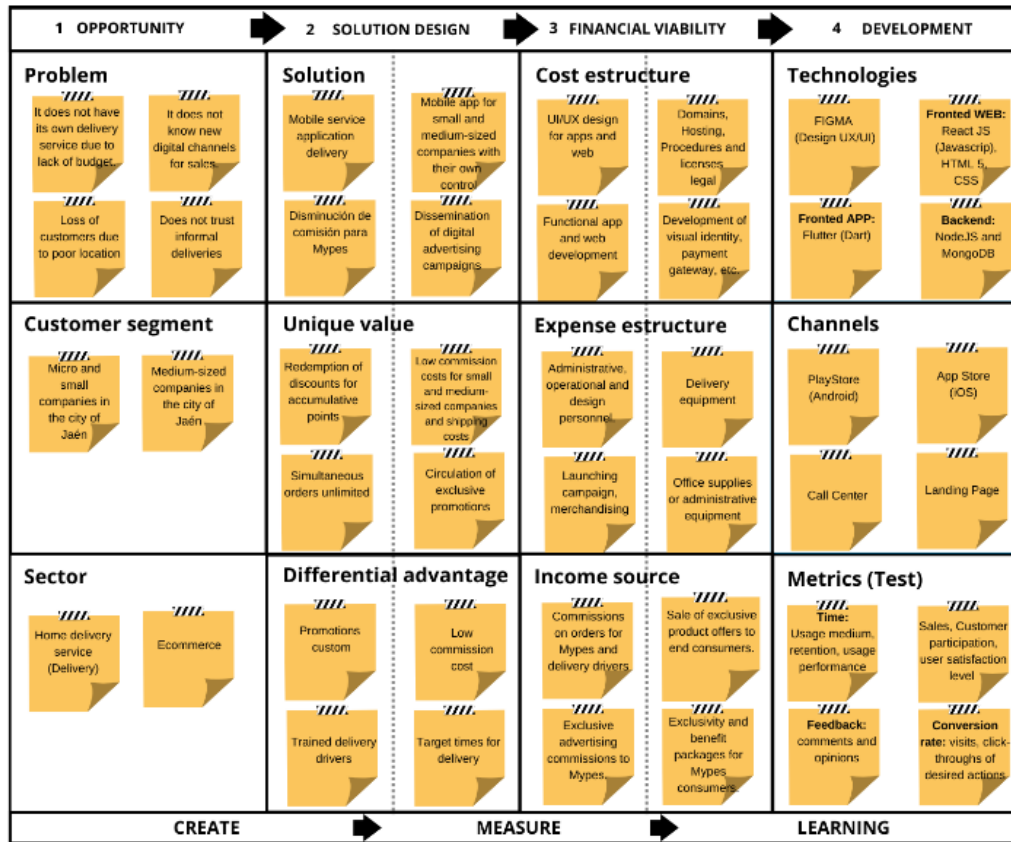 1 OPPORTUNITY
2 SOLUTION DESIGN
3 FINANCIAL VIABILITY
4 DEVELOPMENT
Problem
It does not have
its own delivery
service due to
lack of budget.
It does not
know new
digital channels
for sales.
Loss of
customers due
to poor location
Does not trust
informal
deliveries
Solution
Mobile service
application
delivery
Mobile app for
small and
medium-sized
companies with
their own
control
Disminución de
comisión para
Mypes
Dissemination
of digital
advertising
campaigns
Cost estructure
UI/UX design
for apps and
web
Domains,
Hosting,
Procedures and
licenses
legal
Functional app
and web
development
Development of
visual identity,
payment
gateway, etc.
Technologies
FIGMA
(Design UX/UI)
Fronted WEB:
React JS
(Javascrip),
HTML 5,
CSS
Fronted APP:
Flutter (Dart)
Backend:
NodeJS and
MongoDB
Customer segment
Micro and
small
companies in
the city of
Jaén
Medium-sized
companies in
the city of
Jaén
Unique value
Redemption of
discounts for
accumulative
points
Low commission
costs for small
and medium-
sized companies
and shipping
costs
Simultaneous
orders unlimited
Circulation of
exclusive
promotions
Expense estructure
Administrative,
operational and
design
personnel.
Delivery
equipment
Launching
campaign,
merchandising
Office supplies
or administrative
equipment
Channels
PlayStore
(Android)
App Store
(iOS)
Call Center
Landing Page
Sector
Home delivery
service
(Delivery)
Ecommerce
Differential advantage
Promotions
custom
Low
commission
cost
Trained delivery
drivers
Target times for
delivery
Income source
Commissions
on orders for
Mypes and
delivery drivers
Sale of exclusive
product offers to
end consumers.
Exclusive
advertising
commissions to
Mypes.
Exclusivity and
benefit
packages for
Mypes
consumers.
Metrics (Test)
Time:
Usage medium,
retention, usage
performance
Sales, Customer
participation,
user satisfaction
level
Feedback:
comments and
opinions
Conversion
rate: visits, click-
throughs of
desired actions
CREATE
MEASURE
LEARNING